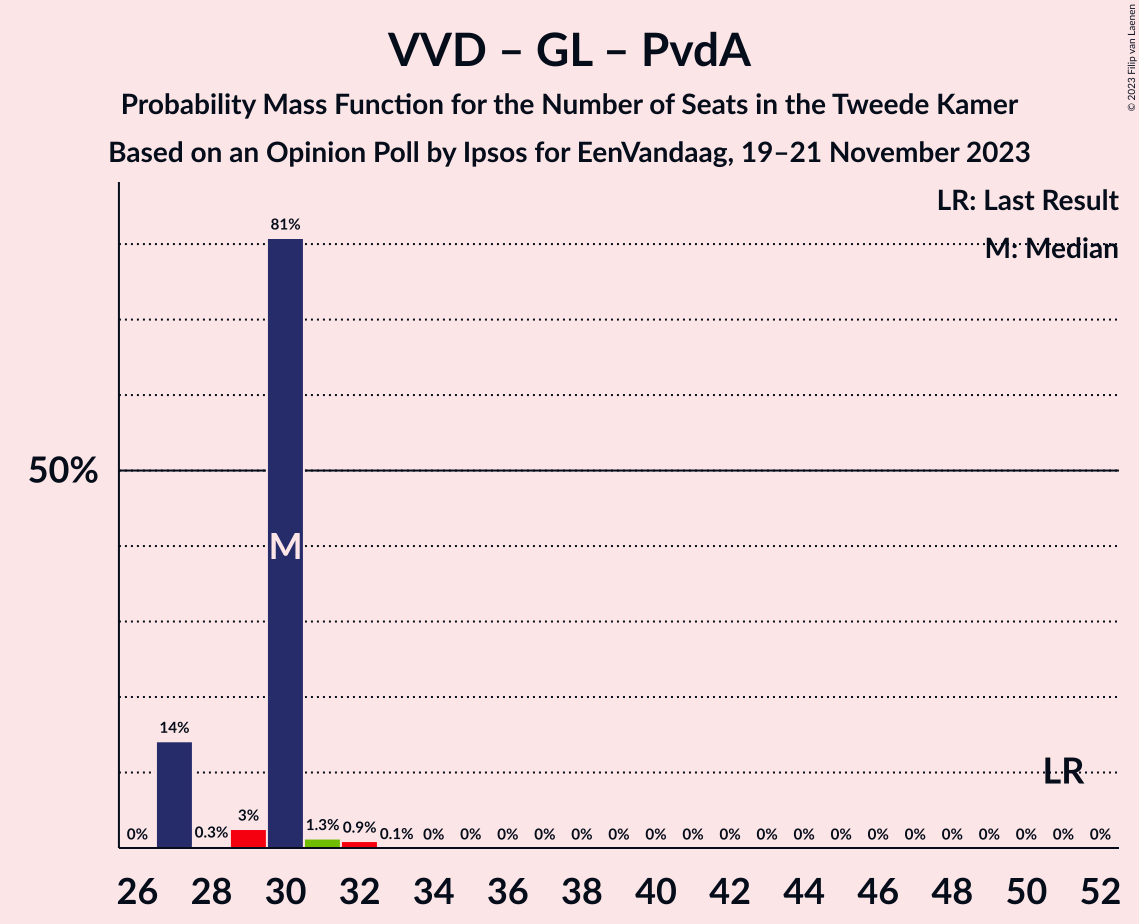 VVD – GL – PvdA
Probability Mass Function for the Number of Seats in the Tweede Kamer
Based on an Opinion Poll by Ipsos for EenVandaag, 19–21 November 2023
© 2023 Filip van Laenen
LR: Last Result
M: Median
50%
0% 14% 0.3% 3% 81% 1.3% 0.9% 0.1% 0% 0% 0% 0% 0% 0% 0% 0% 0% 0% 0% 0% 0% 0% 0% 0% 0% 0% 0%
M
LR
26 28 30 32 34 36 38 40 42 44 46 48 50 52